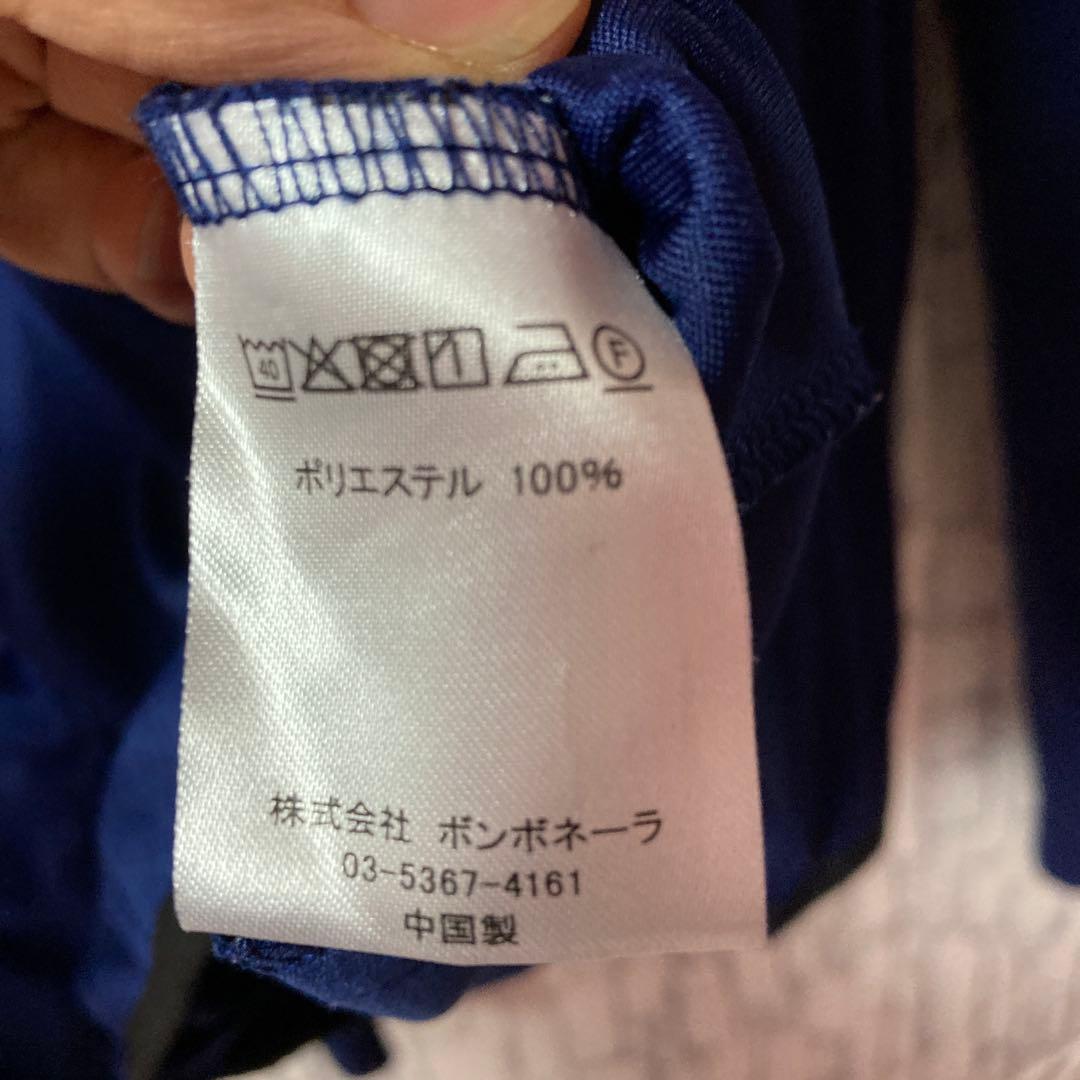 40 F
ポリエステル 100%
株式会社 ボンボネーラ
03-5367-4161
中国製